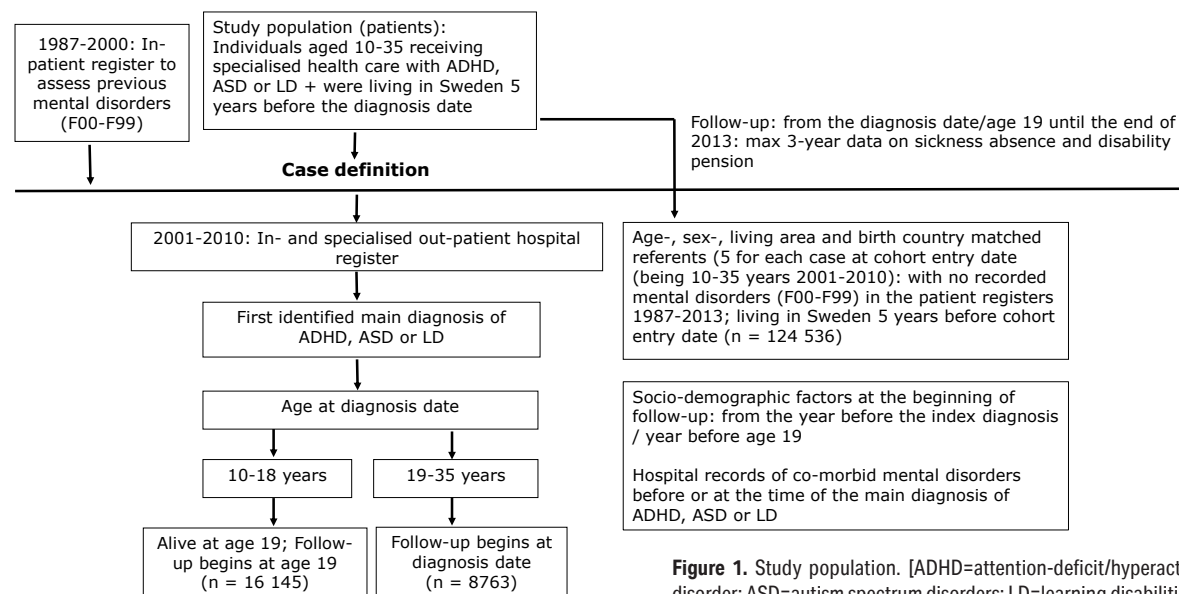 1987-2000: In-
patient register to
assess previous
mental disorders
(F00-F99)
Study population (patients):
Individuals aged 10-35 receiving
specialised health care with ADHD,
ASD or LD + were living in Sweden 5
years before the diagnosis date
Follow-up: from the diagnosis date/age 19 until the end of
2013: max 3-year data on sickness absence and disability
pension
Case definition
2001-2010: In- and specialised out-patient hospital
register
Age-, sex-, living area and birth country matched
referents (5 for each case at cohort entry date
(being 10-35 years 2001-2010): with no recorded
mental disorders (F00-F99) in the patient registers
1987-2013; living in Sweden 5 years before cohort
entry date (n = 124 536)
First identified main diagnosis of
ADHD, ASD or LD
Age at diagnosis date
10-18 years
19-35 years
Alive at age 19; Follow-
up begins at age 19
(n = 16 145)
Follow-up begins at
diagnosis date
(n = 8763)
Socio-demographic factors at the beginning of
follow-up: from the year before the index diagnosis
/ year before age 19
Hospital records of co-morbid mental disorders
before or at the time of the main diagnosis of
ADHD, ASD or LD
Figure 1. Study population. [ADHD=attention-deficit/hyperact
disorder; ASD=autism spectrum disorders; LD=learning disabiliti